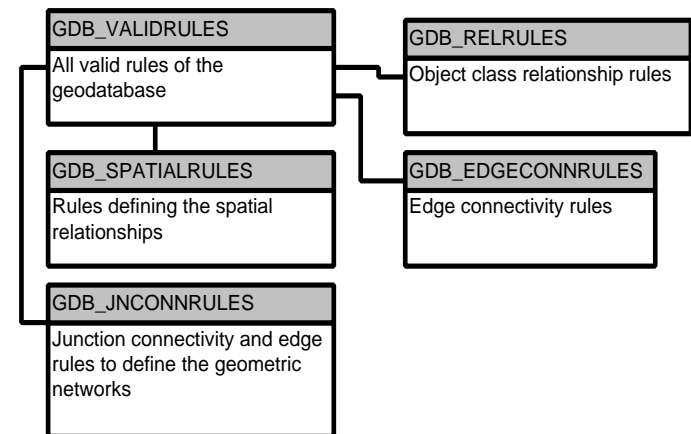 GDB_VALIDRULES
All valid rules of the
geodatabase
GDB_RELRULES
Object class relationship rules
GDB_SPATIALRULES
Rules defining the spatial
relationships
GDB_EDGECONNRULES
Edge connectivity rules
GDB_JNCONNRULES
Junction connectivity and edge
rules to define the geometric
networks